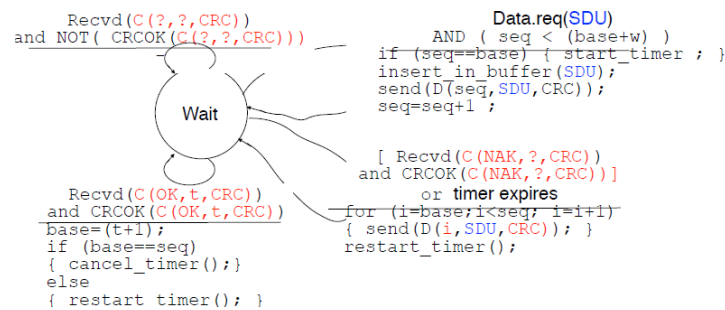 Recvd(C(?,?,CRC))
and NOT( CRCOK(C(?,?,CRC)))
Data.req(SDU)
AND ( seq < (base+w) )
if (seq==base) { start_timer ; }
insert_in_buffer(SDU);
send(D(seq,SDU,CRC));
seq=seq+1 ;
Wait
[ Recvd(C(NAK,?,CRC))
and CRCOK(C(NAK,?,CRC))]
or timer expires
for (i=base;i<seq; i=i+1)
{ send(D(i,SDU,CRC)); }
restart_timer();
Recvd(C(OK,t,CRC))
and CRCOK(C(OK,t,CRC))
base=(t+1);
if (base==seq)
{ cancel_timer();}
else
{ restart_timer(); }